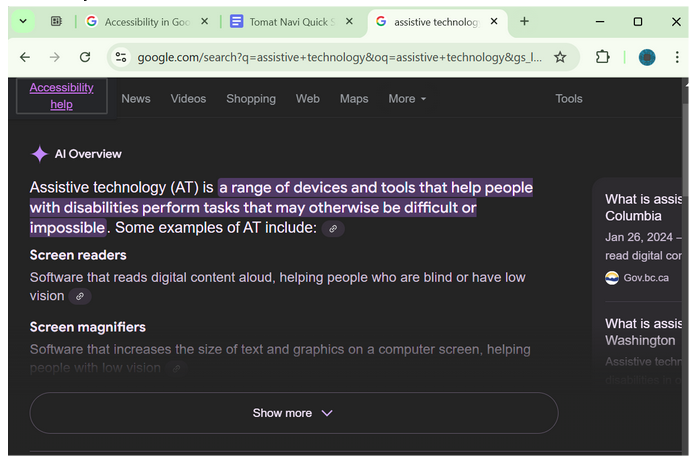 Accessibility in Goo
Tomat Navi Quick S
assistive technology
google.com/search?q=assistive+technology&oq=assistive+technology&gs_l...
Accessibility
help
News Videos Shopping Web Maps More Tools
AI Overview
Assistive technology (AT) is a range of devices and tools that help people
with disabilities perform tasks that may otherwise be difficult or
impossible. Some examples of AT include:
Screen readers
Software that reads digital content aloud, helping people who are blind or have low
vision
Screen magnifiers
Software that increases the size of text and graphics on a computer screen, helping
people with low vision
Show more
What is assis
Columbia
Jan 26, 2024 –
read digital cor
Gov.bc.ca
What is assis
Washington
Assistive techn
disabilities in